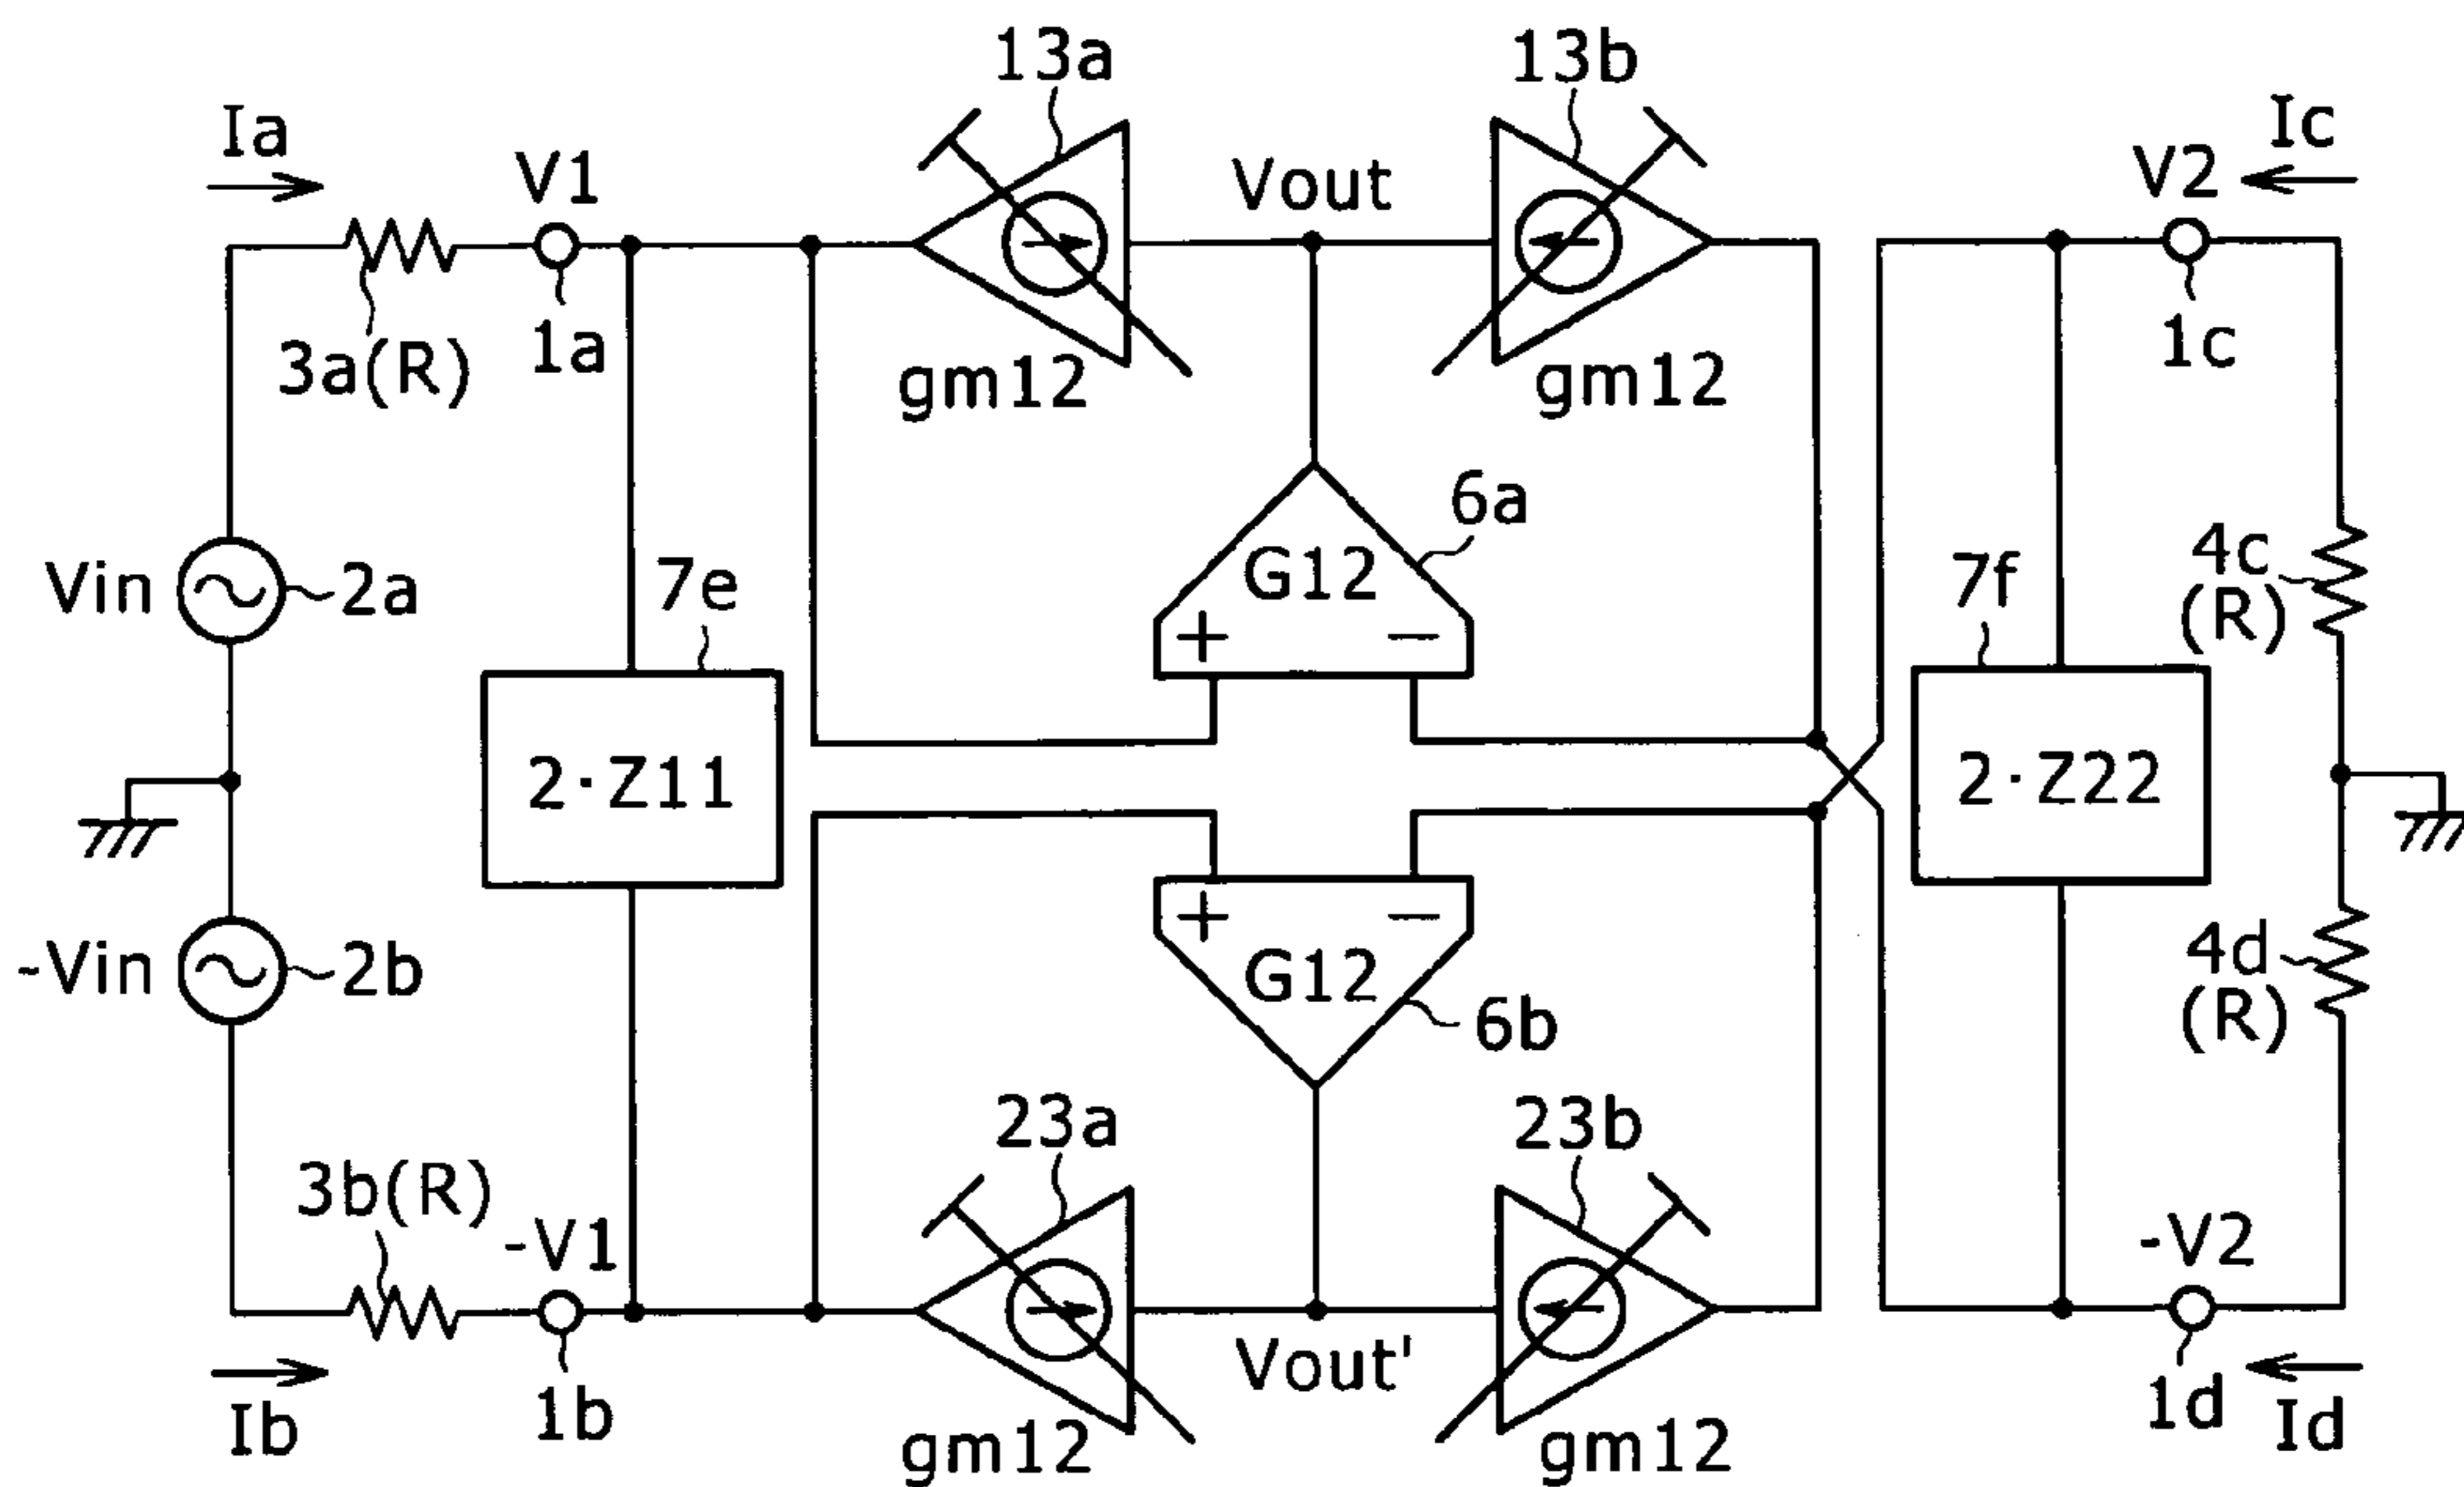 13a
13b
Ia
V1
Vout
V2
Ic
3a(R)
1a
gm12
gm12
1c
6a
G12
+
−
Vin
2a
7e
7f
4c
(R)
2·Z11
2·Z22
-Vin
2b
+
−
G12
6b
4d
(R)
23a
23b
3b(R)
-V1
Vout'
-V2
Ib
1b
gm12
gm12
1d
Id